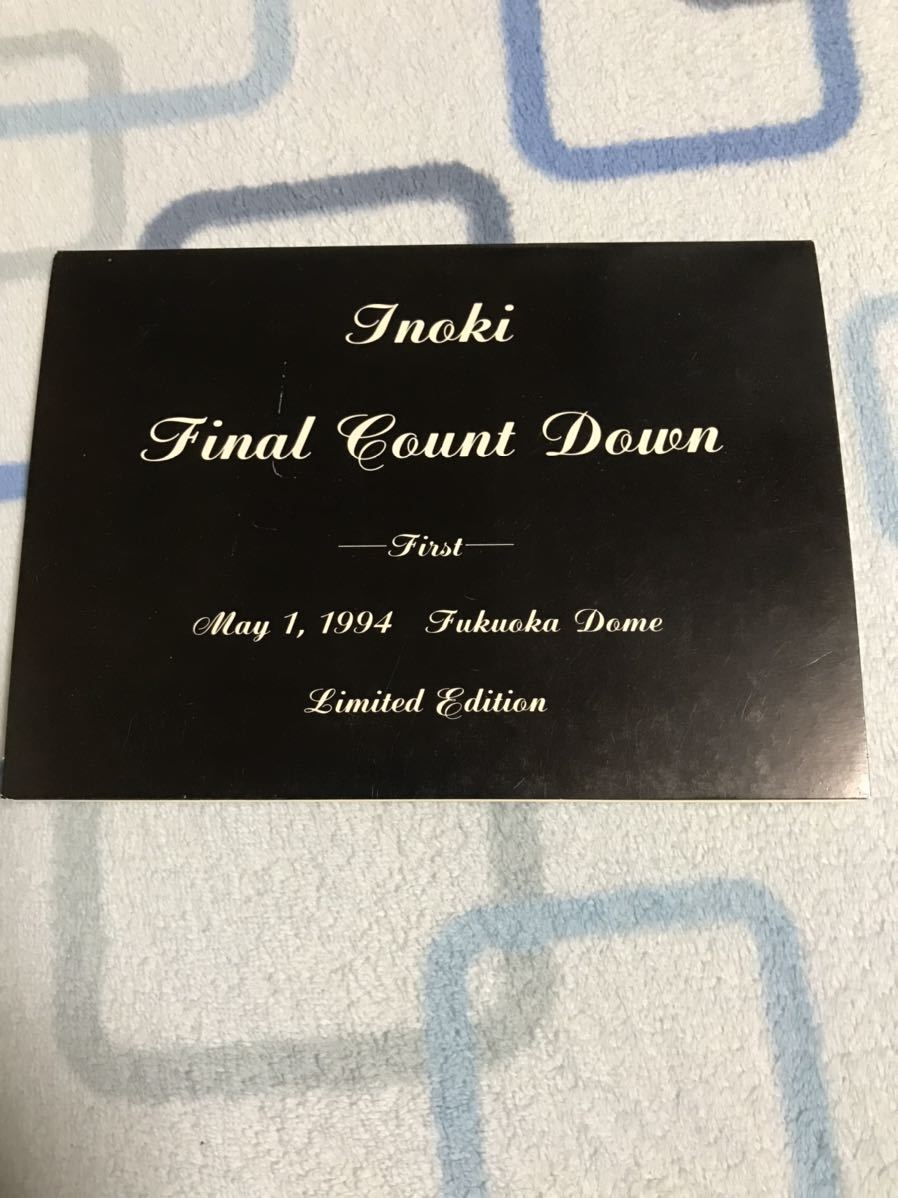 Inoki
Final Count Down
—First—
May 1, 1994 Fukuoka Dome
Limited Edition